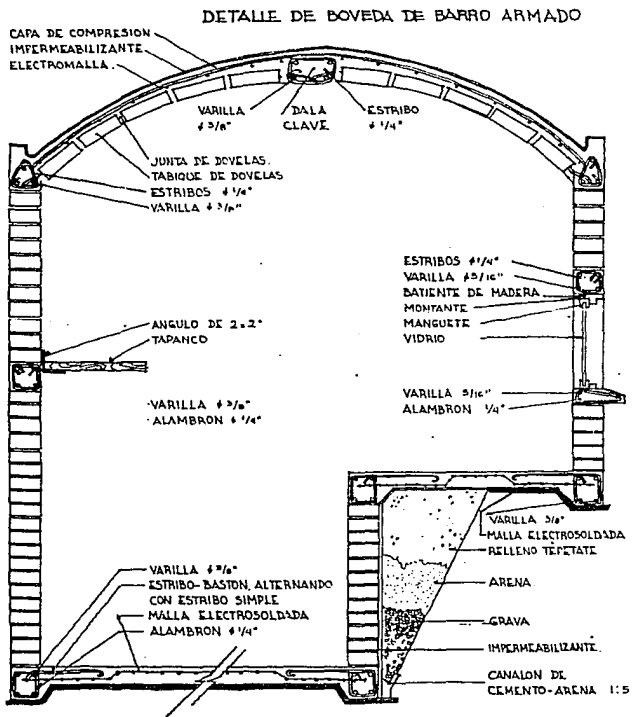 DETALLE DE BOVEDA DE BARRO ARMADO
CAPA DE COMPRESION
IMPERMEABILIZANTE
ELECTROMALLA.
VARILLA
φ 3/8"
DALA
CLAVE
ESTRIBO
φ 1/4"
JUNTA DE DOVELAS.
TABIQUE DE DOVELAS
ESTRIBOS φ 1/4"
VARILLA φ 3/8"
ESTRIBOS φ 1/4"
VARILLA φ 5/16"
BATIENTE DE MADERA
MONTANTE
MANGUETE
VIDRIO
ANGULO DE 2x2"
TAPANCO
VARILLA φ 3/8"
ALAMBRON φ 1/4"
VARILLA 5/16"
ALAMBRON 1/4"
VARILLA 3/8"
MALLA ELECTROSOLDADA
RELLENO TEPETATE
ARENA
GRAVA
IMPERMEABILIZANTE.
CANALON DE
CEMENTO-ARENA 1:5
VARILLA φ 3/8"
ESTRIBO-BASTON, ALTERNANDO
CON ESTRIBO SIMPLE
MALLA ELECTROSOLDADA
ALAMBRON φ 1/4"